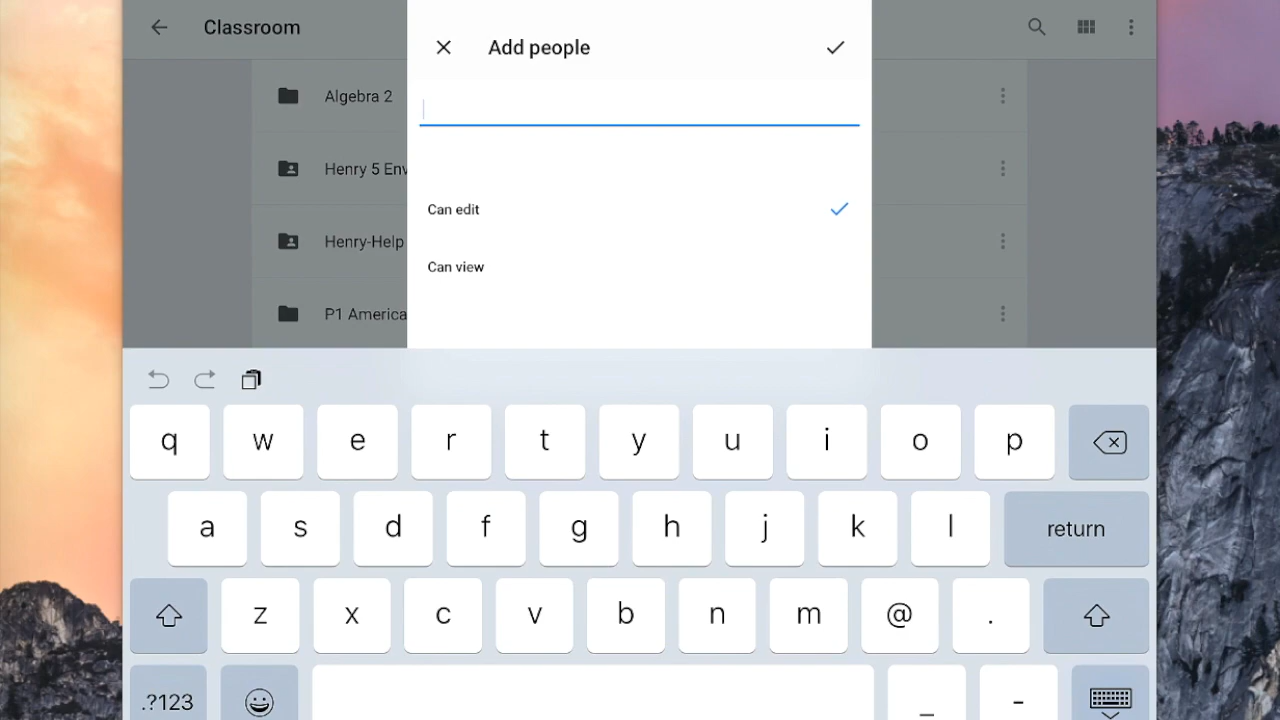 Classroom
Add people
Algebra 2
Henry 5 Env
Can edit
Henry-Help
Can view
P1 America
q w e r t y u i o p
a s d f g h j k l return
z x c v b n m @ .
.?123 _ -